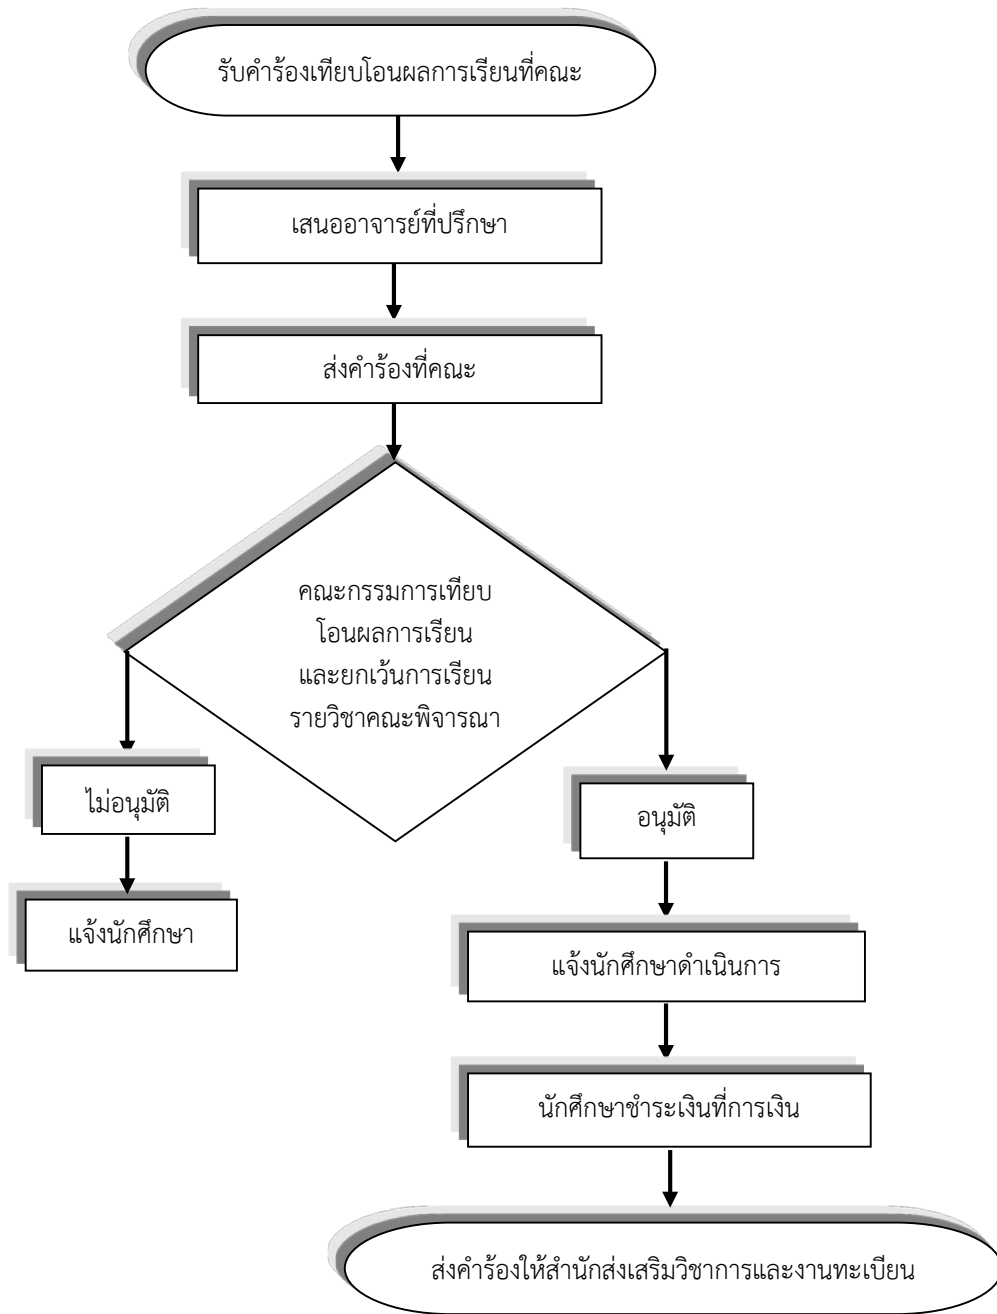 รับคำร้องเทียบโอนผลการเรียนที่คณะ
เสนออาจารย์ที่ปรึกษา
ส่งคำร้องที่คณะ
คณะกรรมการเทียบ
โอนผลการเรียน
และยกเว้นการเรียน
รายวิชาคณะพิจารณา
ไม่อนุมัติ
แจ้งนักศึกษา
อนุมัติ
แจ้งนักศึกษาดำเนินการ
นักศึกษาชำระเงินที่การเงิน
ส่งคำร้องให้สำนักส่งเสริมวิชาการและงานทะเบียน